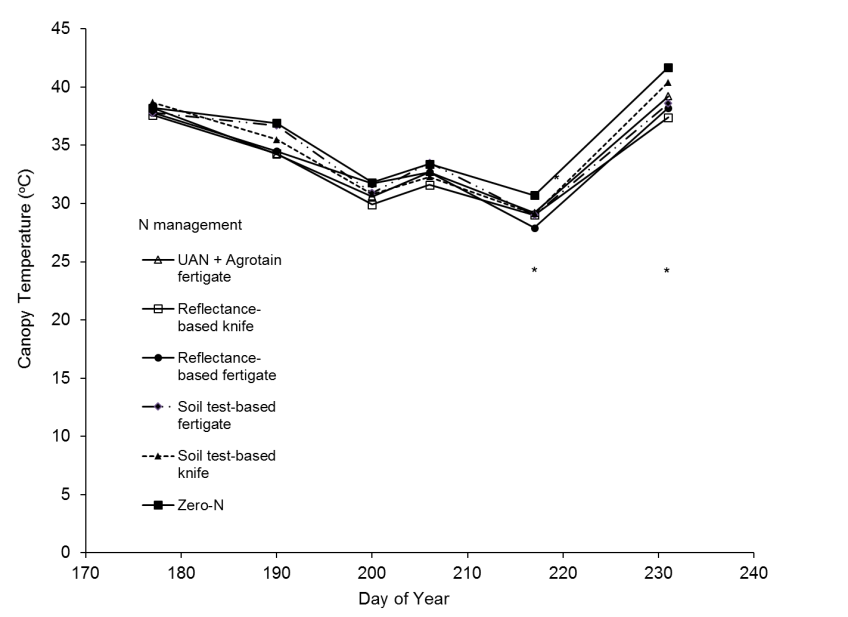 45
40
35
30
25
20
15
10
5
0
Canopy Temperature (°C)
N management
UAN + Agrotain
fertigate
Reflectance-
based knife
Reflectance-
based fertigate
Soil test-based
fertigate
Soil test-based
knife
Zero-N
*
*
*
170 180 190 200 210 220 230 240
Day of Year